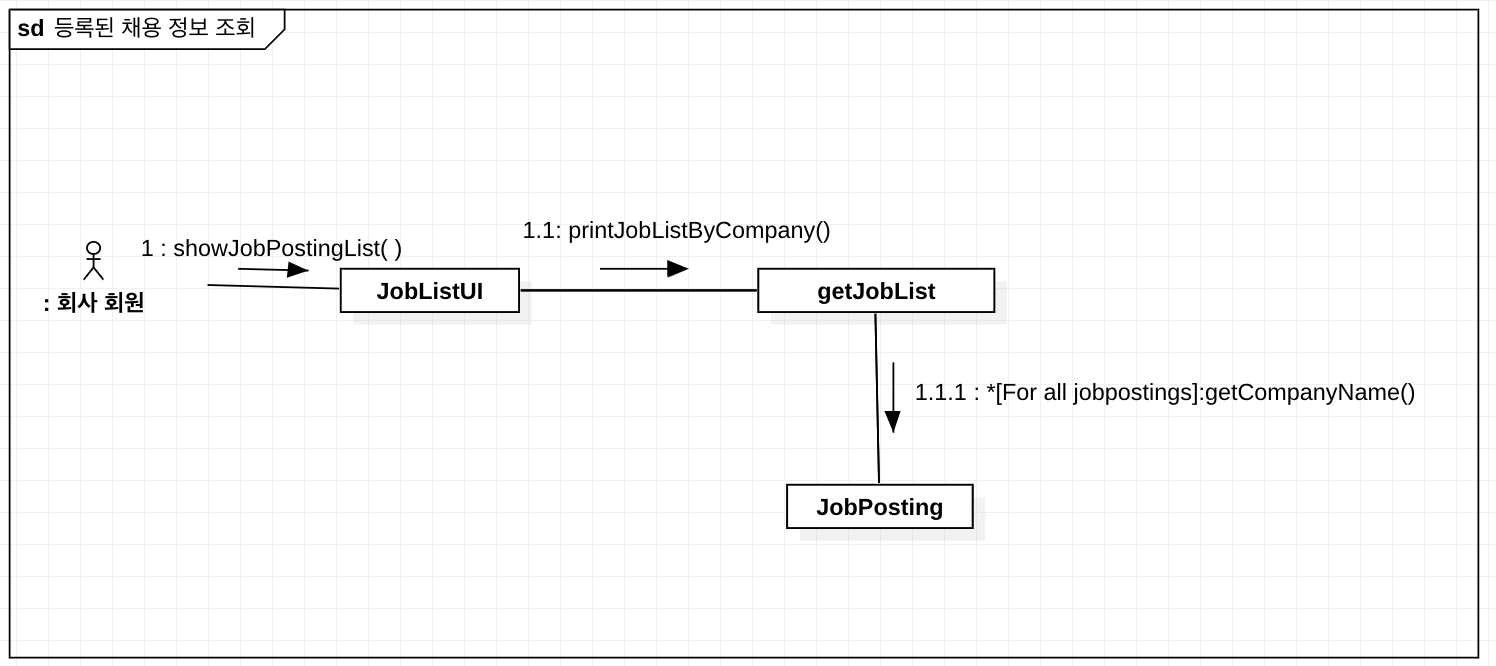 sd 등록된 채용 정보 조회
1.1: printJobListByCompany()
1 : showJobPostingList( )
: 회사 회원
JobListUI
getJobList
1.1.1 : *[For all jobpostings]:getCompanyName()
JobPosting